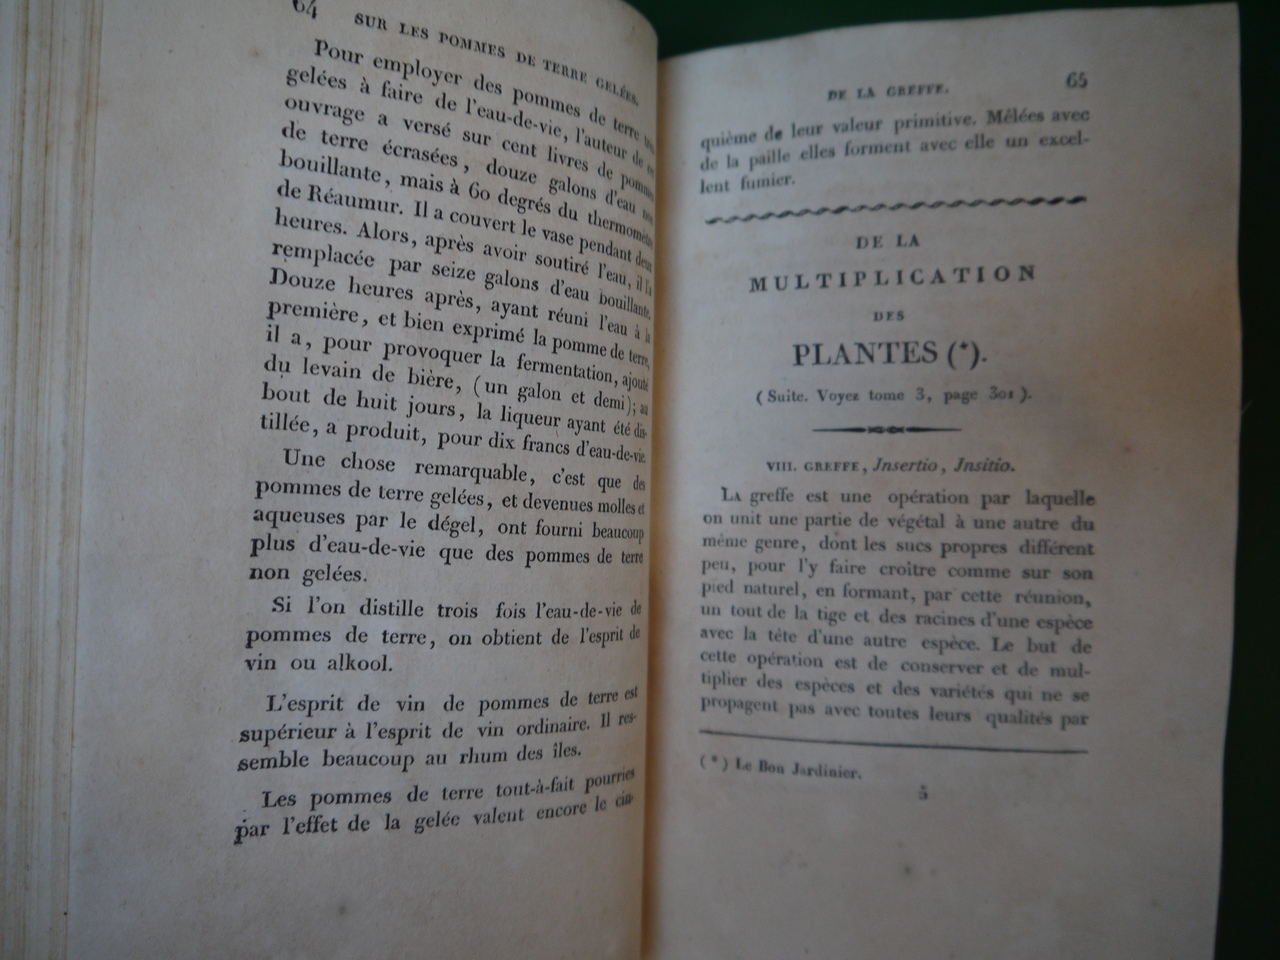 64 SUR LES POMMES DE TERRE GELÉES.
Pour employer des pommes de terre
gelées à faire de l'eau-de-vie, l'auteur de
ouvrage a versé sur cent livres de pommes
de terre écrasées, douze galons d'eau non
bouillante, mais à 60 degrés du thermomètre
de Réaumur. Il a couvert le vase pendant deux
heures. Alors, après avoir soutiré l'eau, il l'a
remplacée par seize galons d'eau bouillante.
Douze heures après, ayant réuni l'eau à la
première, et bien exprimé la pomme de terre,
il a, pour provoquer la fermentation, ajouté
du levain de bière, (un galon et demi); au
bout de huit jours, la liqueur ayant été dis-
tillée, a produit, pour dix francs d'eau-de-vie.
Une chose remarquable, c'est que des
pommes de terre gelées, et devenues molles et
aqueuses par le dégel, ont fourni beaucoup
plus d'eau-de-vie que des pommes de terre
non gelées.
Si l'on distille trois fois l'eau-de-vie de
pommes de terre, on obtient de l'esprit de
vin ou alkool.
L'esprit de vin de pommes de terre est
supérieur à l'esprit de vin ordinaire. Il res-
semble beaucoup au rhum des îles.
Les pommes de terre tout-à-fait pourries
par l'effet de la gelée valent encore le cin-
DE LA GREFFE. 65
quième de leur valeur primitive. Mêlées avec
de la paille elles forment avec elle un excel-
lent fumier.
DE LA
MULTIPLICATION
DES
PLANTES (*).
(Suite. Voyez tome 3, page 301).
VIII. GREFFE, Insertio, Insitio.
LA greffe est une opération par laquelle
on unit une partie de végétal à une autre du
même genre, dont les sucs propres différent
peu, pour l'y faire croître comme sur son
pied naturel, en formant, par cette réunion,
un tout de la tige et des racines d'une espèce
avec la tête d'une autre espèce. Le but de
cette opération est de conserver et de mul-
tiplier des espèces et des variétés qui ne se
propagent pas avec toutes leurs qualités par
(*) Le Bon Jardinier.
5